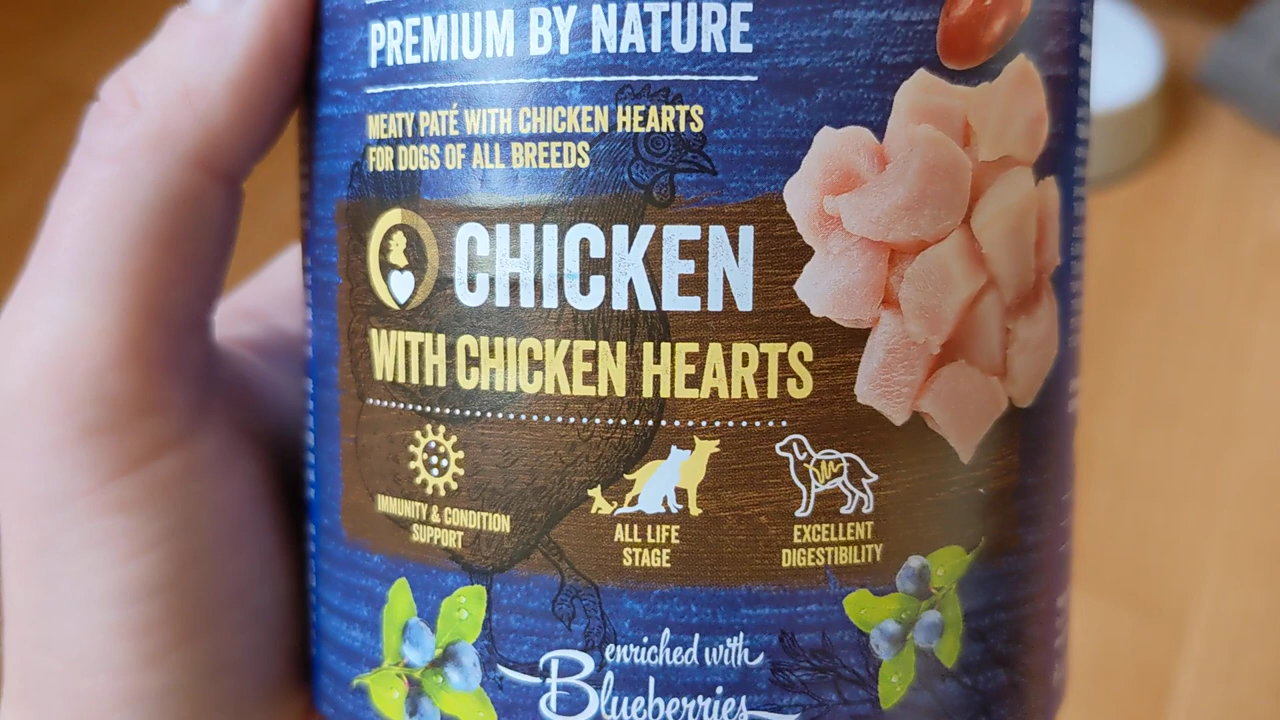 PREMIUM BY NATURE
MEATY PATÉ WITH CHICKEN HEARTS
FOR DOGS OF ALL BREEDS
CHICKEN
WITH CHICKEN HEARTS
IMMUNITY & CONDITION
SUPPORT
ALL LIFE
STAGE
EXCELLENT
DIGESTIBILITY
enriched with
Blueberries